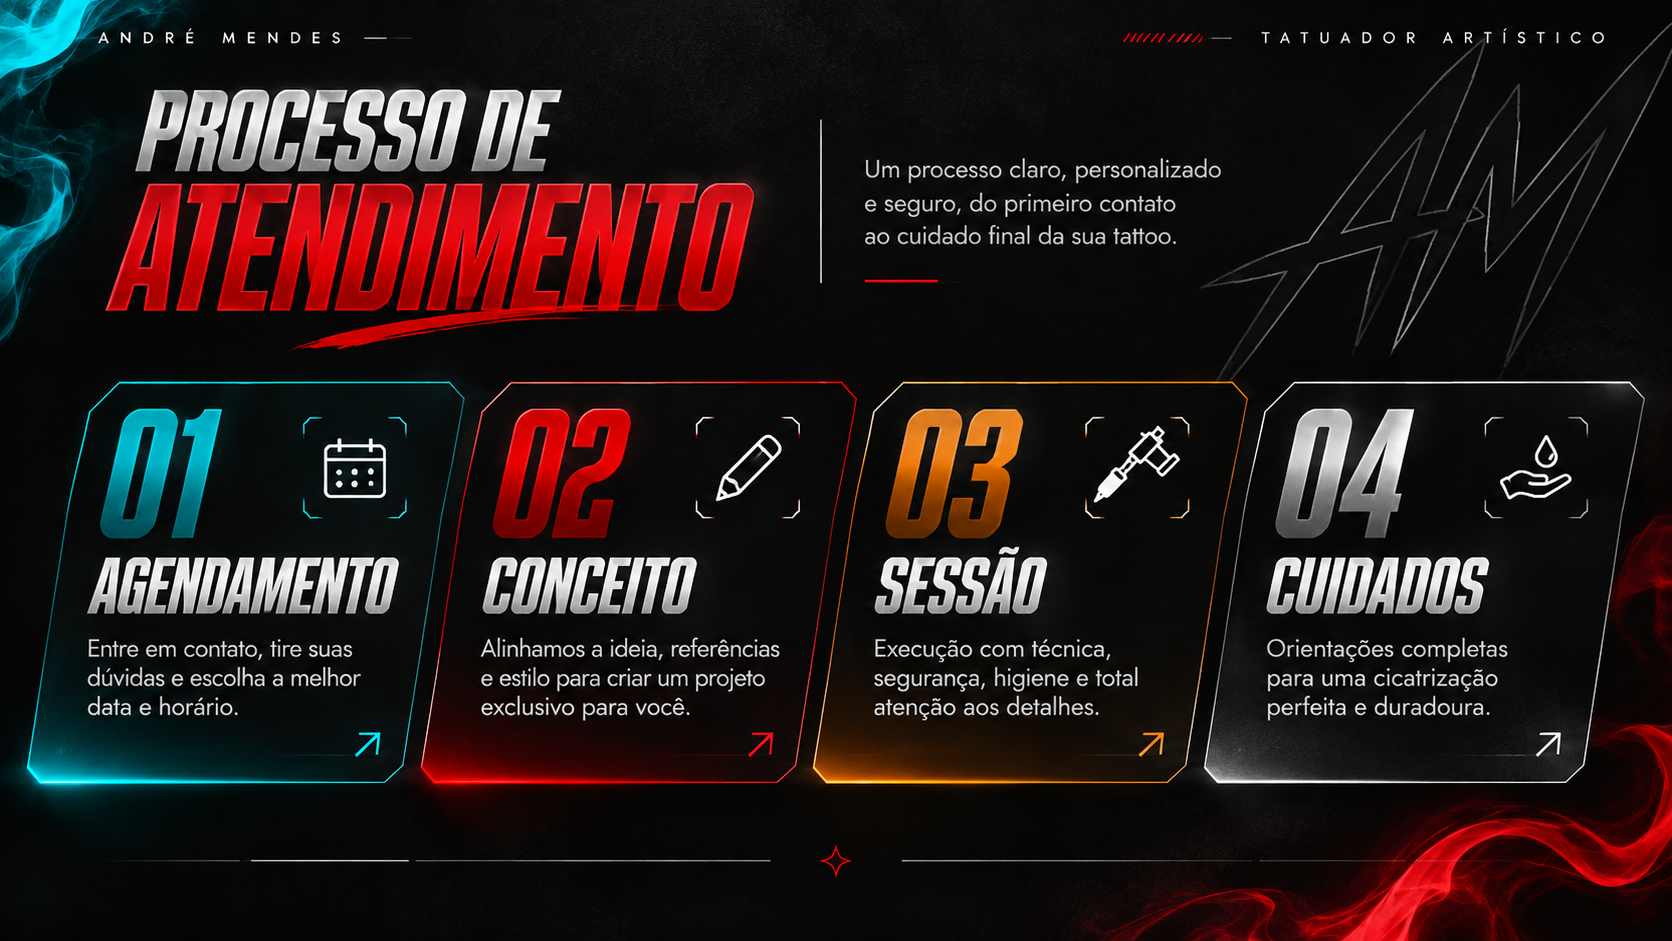 ANDRÉ MENDES
TATUADOR ARTÍSTICO
PROCESSO DE
ATENDIMENTO
Um processo claro, personalizado
e seguro, do primeiro contato
ao cuidado final da sua tattoo.
AM
01
AGENDAMENTO
Entre em contato, tire suas
dúvidas e escolha a melhor
data e horário.
02
CONCEITO
Alinhamos a ideia, referências
e estilo para criar um projeto
exclusivo para você.
03
SESSÃO
Execução com técnica,
segurança, higiene e total
atenção aos detalhes.
04
CUIDADOS
Orientações completas
para uma cicatrização
perfeita e duradoura.